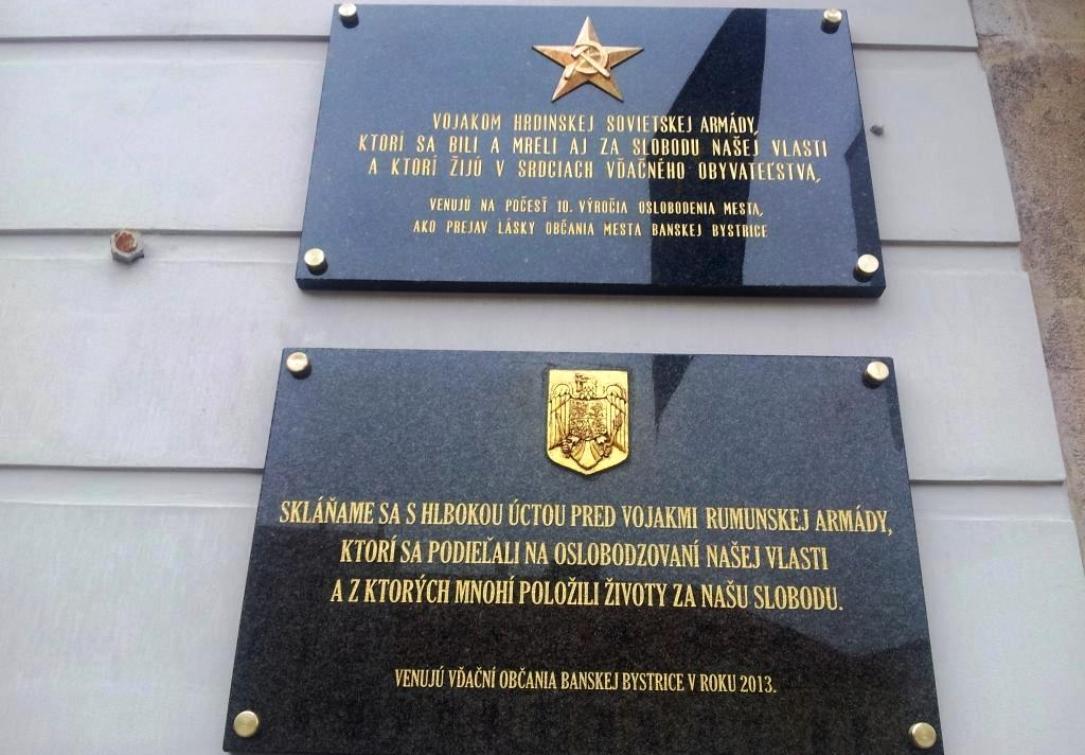 VOJAKOM HRDINSKEJ SOVIETSKEJ ARMÁDY,
KTORÍ SA BILI A MRELI AJ ZA SLOBODU NAŠEJ VLASTI
A KTORÍ ŽIJÚ V SRDCIACH VĎAČNÉHO OBYVATEĽSTVA,
VENUJÚ NA POČESŤ 10. VÝROČIA OSLOBODENIA MESTA,
AKO PREJAV LÁSKY OBČANIA MESTA BANSKEJ BYSTRICE
SKLÁŇAME SA S HLBOKOU ÚCTOU PRED VOJAKMI RUMUNSKEJ ARMÁDY,
KTORÍ SA PODIEĽALI NA OSLOBODZOVANÍ NAŠEJ VLASTI
A Z KTORÝCH MNOHÍ POLOŽILI ŽIVOTY ZA NAŠU SLOBODU.
VENUJÚ VĎAČNÍ OBČANIA BANSKEJ BYSTRICE V ROKU 2013.